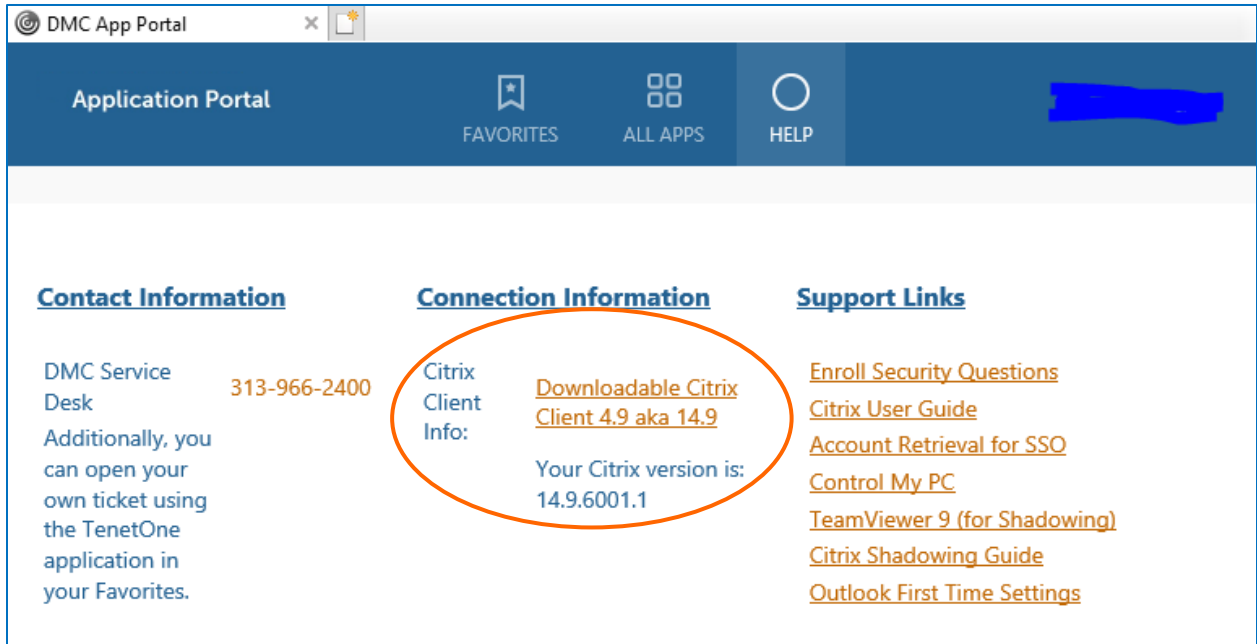 DMC App Portal
Application Portal
FAVORITES
ALL APPS
HELP
Contact Information
DMC Service
Desk
313-966-2400
Additionally, you
can open your
own ticket using
the TenetOne
application in
your Favorites.
Connection Information
Citrix
Client
Info:
Downloadable Citrix
Client 4.9 aka 14.9
Your Citrix version is:
14.9.6001.1
Support Links
Enroll Security Questions
Citrix User Guide
Account Retrieval for SSO
Control My PC
TeamViewer 9 (for Shadowing)
Citrix Shadowing Guide
Outlook First Time Settings